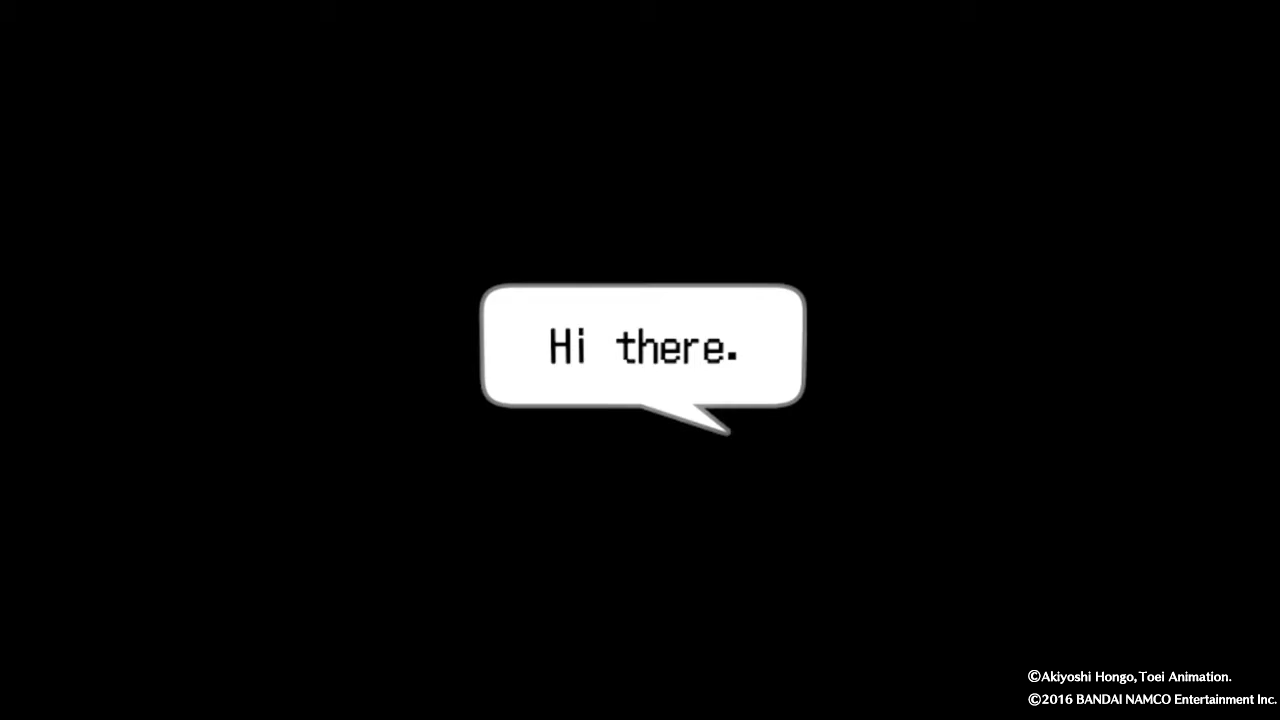 Hi there.
©Akiyoshi Hongo, Toei Animation.
©2016 BANDAI NAMCO Entertainment Inc.